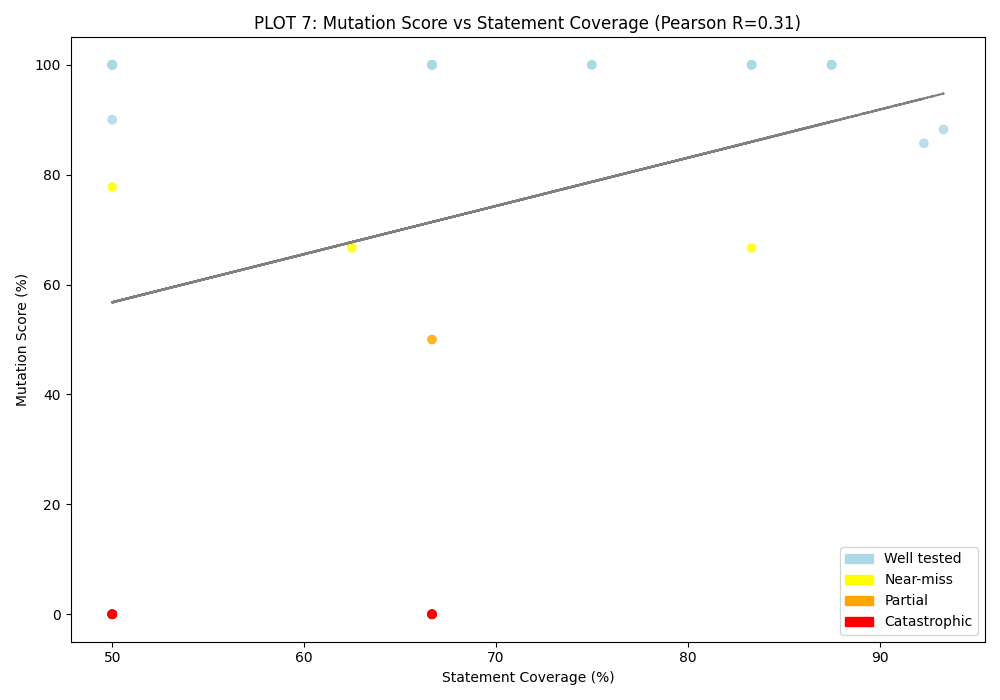 PLOT 7: Mutation Score vs Statement Coverage (Pearson R=0.31)
Mutation Score (%)
100
80
60
40
20
0
50
60
70
80
90
Statement Coverage (%)
Well tested
Near-miss
Partial
Catastrophic